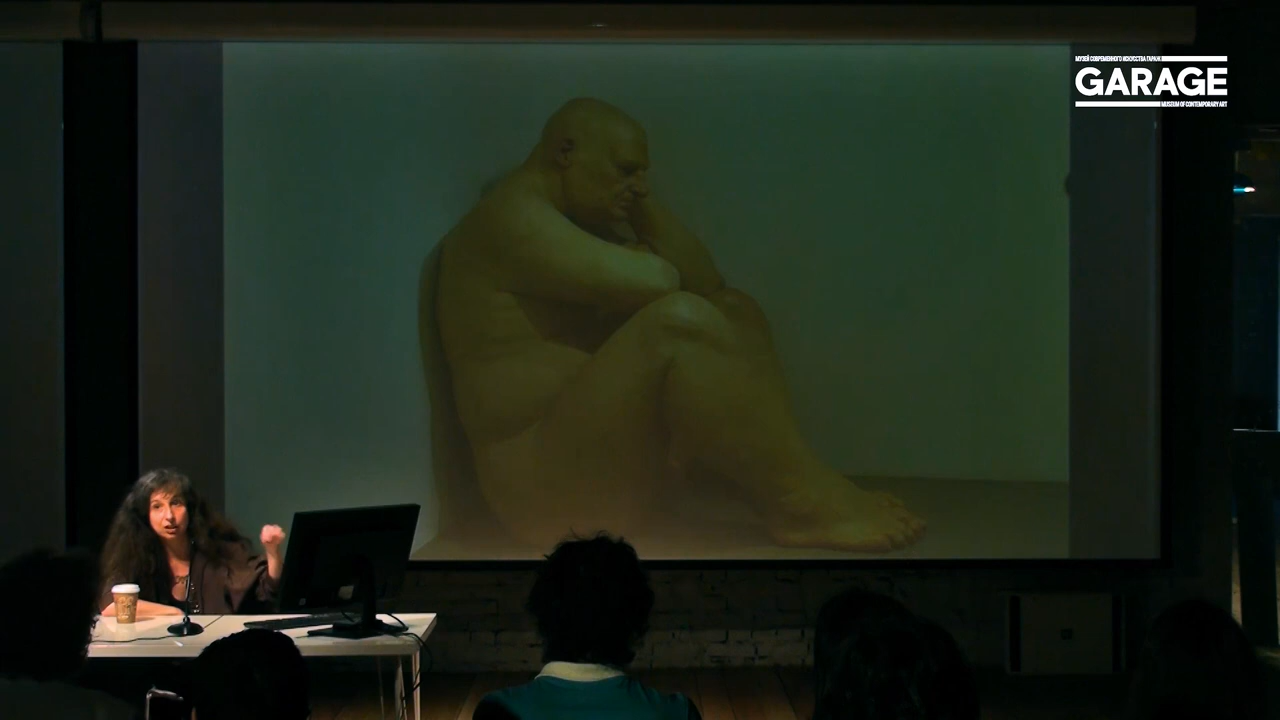 МУЗЕЙ СОВРЕМЕННОГО ИСКУССТВА ГАРАЖ
GARAGE
MUSEUM OF CONTEMPORARY ART